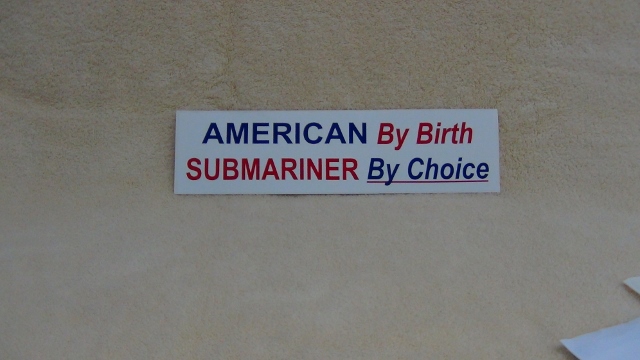 AMERICAN By Birth
SUBMARINER By Choice